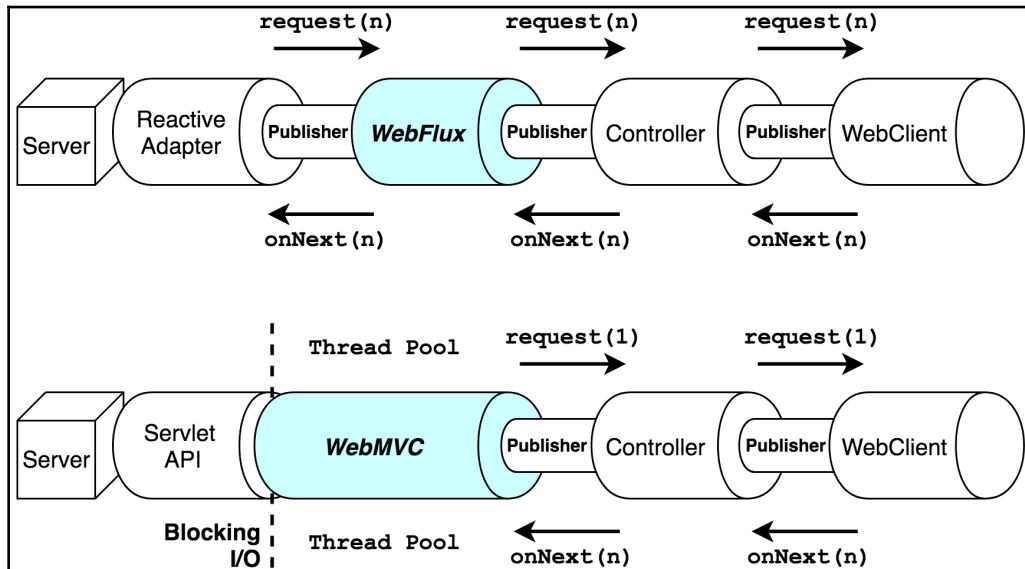 request(n) request(n) request(n)
Server
Reactive
Adapter
Publisher
WebFlux
Publisher
Controller
Publisher
WebClient
onNext(n) onNext(n) onNext(n)
Thread Pool
request(1) request(1)
Server
Servlet
API
WebMVC
Publisher
Controller
Publisher
WebClient
Blocking
I/O
Thread Pool
onNext(n) onNext(n)